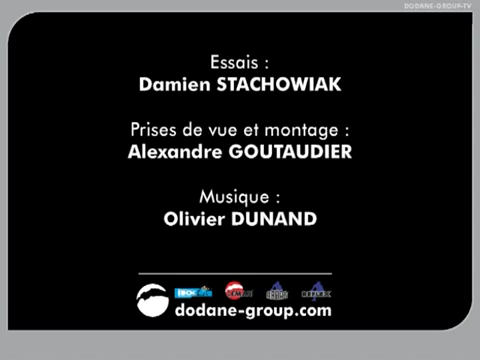 DODANE-GROUP-TV
Essais :
Damien STACHOWIAK
Prises de vue et montage :
Alexandre GOUTAUDIER
Musique :
Olivier DUNAND
dodane-group.com